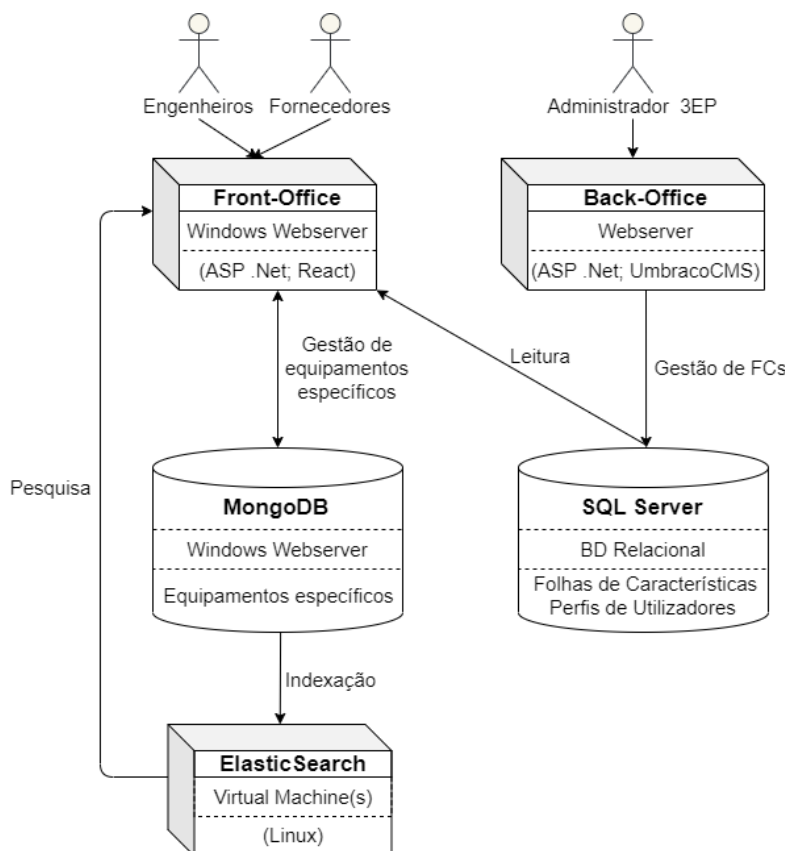 Engenheiros
Fornecedores
Administrador 3EP
Front-Office
Windows Webserver
(ASP .Net; React)
Back-Office
Webserver
(ASP .Net; UmbracoCMS)
Gestão de
equipamentos
específicos
Leitura
Gestão de FCs
Pesquisa
MongoDB
Windows Webserver
Equipamentos específicos
SQL Server
BD Relacional
Folhas de Características
Perfis de Utilizadores
Indexação
ElasticSearch
Virtual Machine(s)
(Linux)